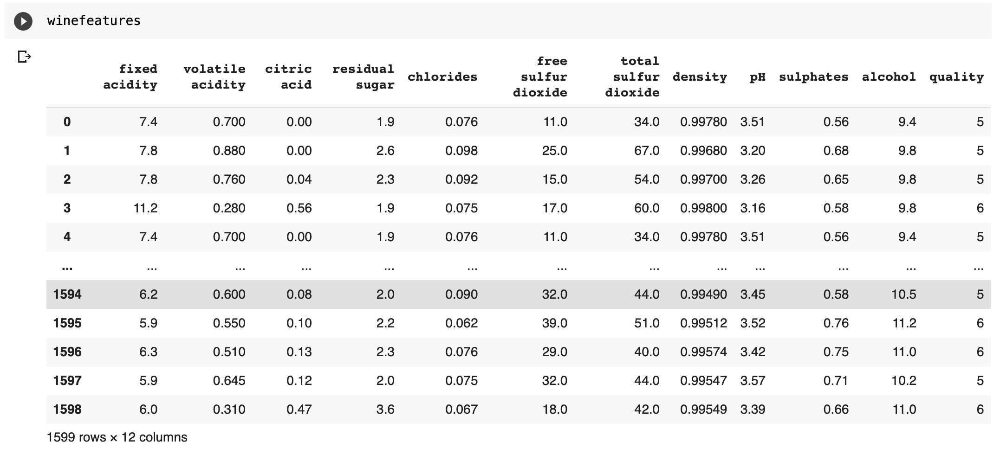 winefeatures
fixed acidity volatile acidity citric acid residual sugar chlorides free sulfur dioxide total sulfur dioxide density pH sulphates alcohol quality
0 7.4 0.700 0.00 1.9 0.076 11.0 34.0 0.99780 3.51 0.56 9.4 5
1 7.8 0.880 0.00 2.6 0.098 25.0 67.0 0.99680 3.20 0.68 9.8 5
2 7.8 0.760 0.04 2.3 0.092 15.0 54.0 0.99700 3.26 0.65 9.8 5
3 11.2 0.280 0.56 1.9 0.075 17.0 60.0 0.99800 3.16 0.58 9.8 6
4 7.4 0.700 0.00 1.9 0.076 11.0 34.0 0.99780 3.51 0.56 9.4 5
... ... ... ... ... ... ... ... ... ... ... ... ...
1594 6.2 0.600 0.08 2.0 0.090 32.0 44.0 0.99490 3.45 0.58 10.5 5
1595 5.9 0.550 0.10 2.2 0.062 39.0 51.0 0.99512 3.52 0.76 11.2 6
1596 6.3 0.510 0.13 2.3 0.076 29.0 40.0 0.99574 3.42 0.75 11.0 6
1597 5.9 0.645 0.12 2.0 0.075 32.0 44.0 0.99547 3.57 0.71 10.2 5
1598 6.0 0.310 0.47 3.6 0.067 18.0 42.0 0.99549 3.39 0.66 11.0 6
1599 rows × 12 columns